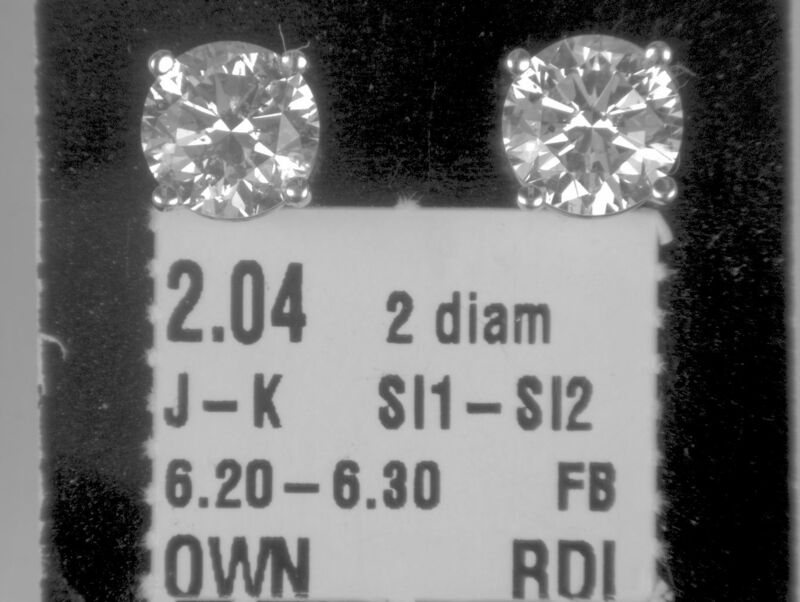 2.04 2 diam
J-K SI1-SI2
6.20-6.30 FB
OWN RDI